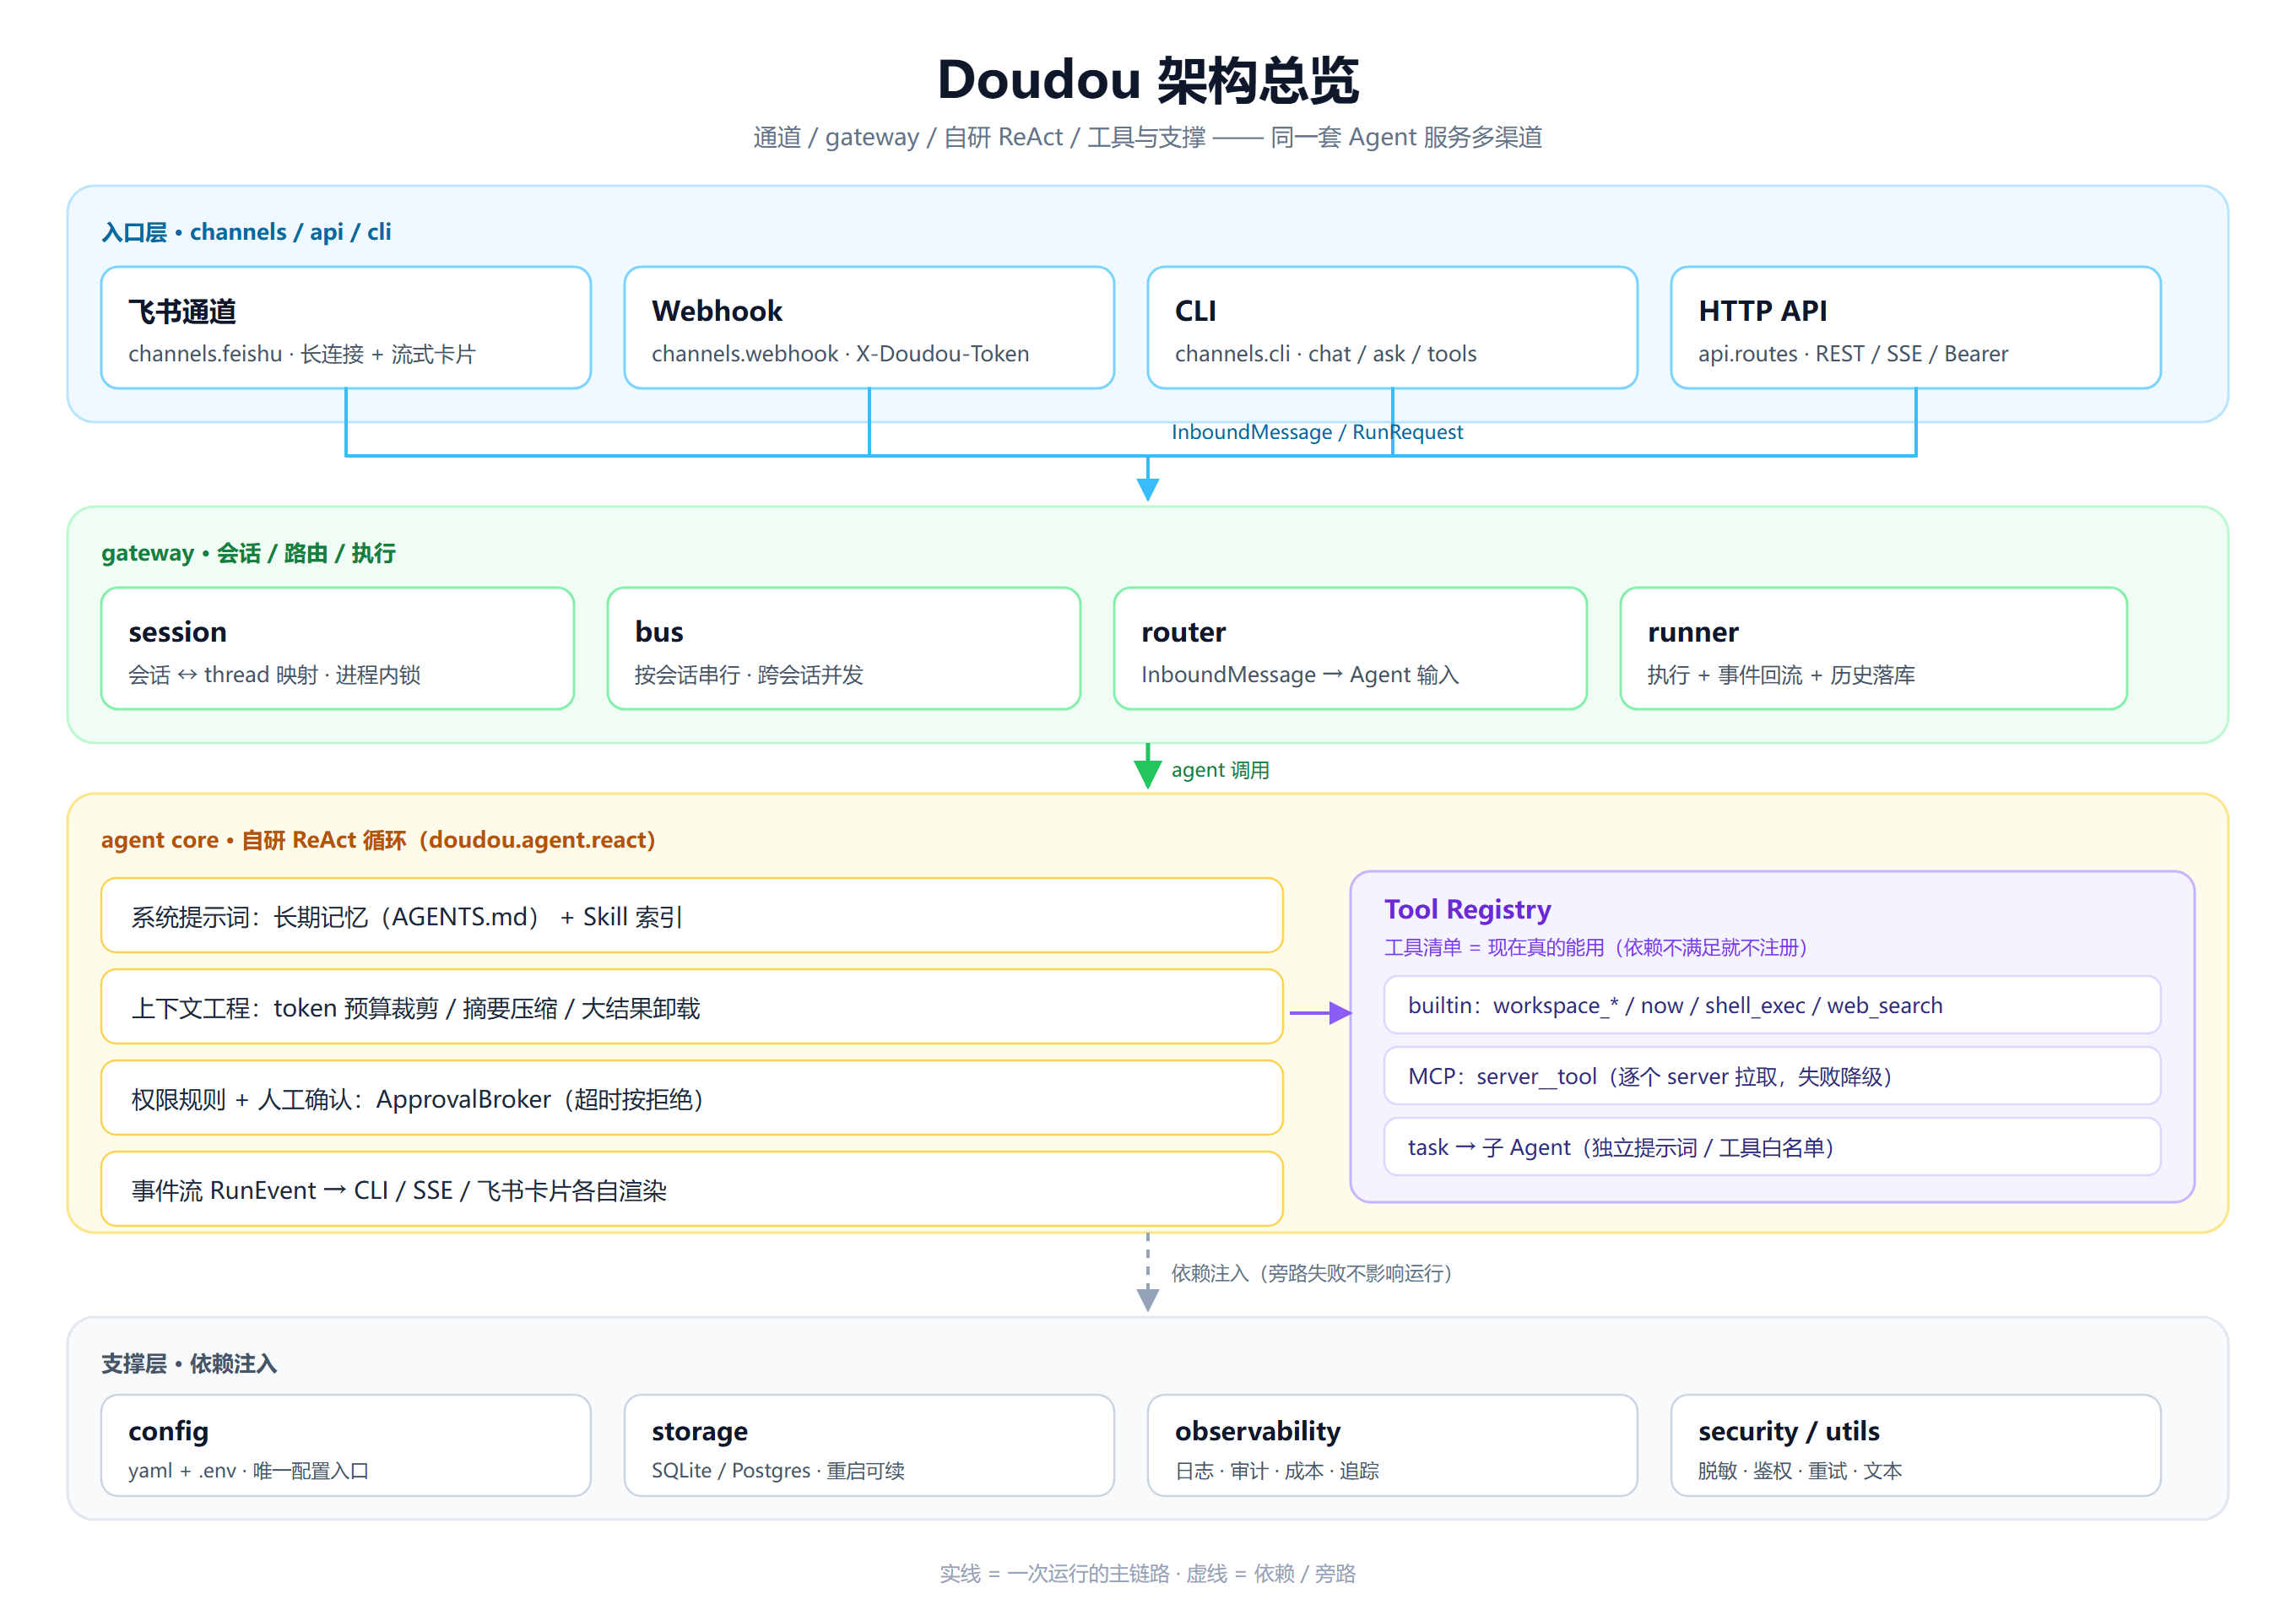 Doudou 架构总览
通道 / gateway / 自研 ReAct / 工具与支撑 —— 同一套 Agent 服务多渠道
入口层 • channels / api / cli
飞书通道
channels.feishu · 长连接 + 流式卡片
Webhook
channels.webhook · X-Doudou-Token
CLI
channels.cli · chat / ask / tools
HTTP API
api.routes · REST / SSE / Bearer
InboundMessage / RunRequest
gateway • 会话 / 路由 / 执行
session
会话 ↔ thread 映射 · 进程内锁
bus
按会话串行 · 跨会话并发
router
InboundMessage → Agent 输入
runner
执行 + 事件回流 + 历史落库
agent 调用
agent core • 自研 ReAct 循环（doudou.agent.react）
系统提示词：长期记忆（AGENTS.md） + Skill 索引
上下文工程：token 预算裁剪 / 摘要压缩 / 大结果卸载
权限规则 + 人工确认：ApprovalBroker（超时按拒绝）
事件流 RunEvent → CLI / SSE / 飞书卡片各自渲染
Tool Registry
工具清单 = 现在真的能用（依赖不满足就不注册）
builtin：workspace_* / now / shell_exec / web_search
MCP：server__tool（逐个 server 拉取，失败降级）
task → 子 Agent（独立提示词 / 工具白名单）
依赖注入（旁路失败不影响运行）
支撑层 • 依赖注入
config
yaml + .env · 唯一配置入口
storage
SQLite / Postgres · 重启可续
observability
日志 · 审计 · 成本 · 追踪
security / utils
脱敏 · 鉴权 · 重试 · 文本
实线 = 一次运行的主链路 · 虚线 = 依赖 / 旁路